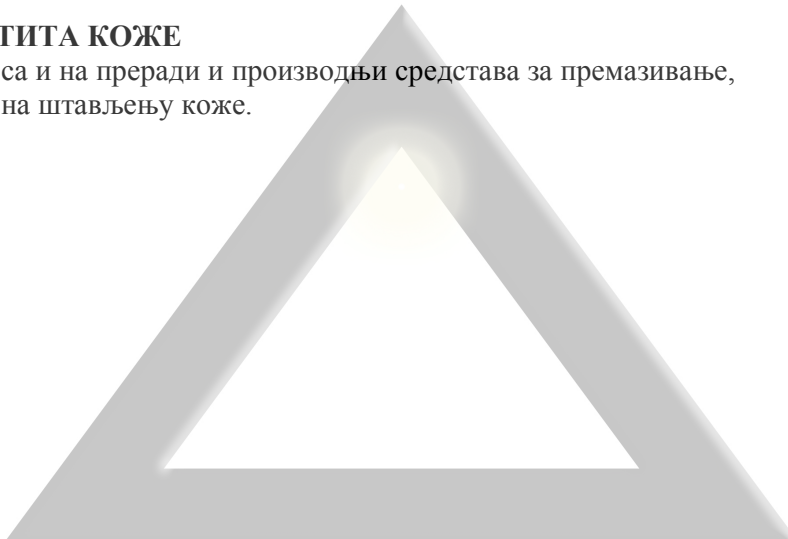 ТИТА КОЖЕ
са и на преради и производњи средстава за премазивање,
на штављењу коже.